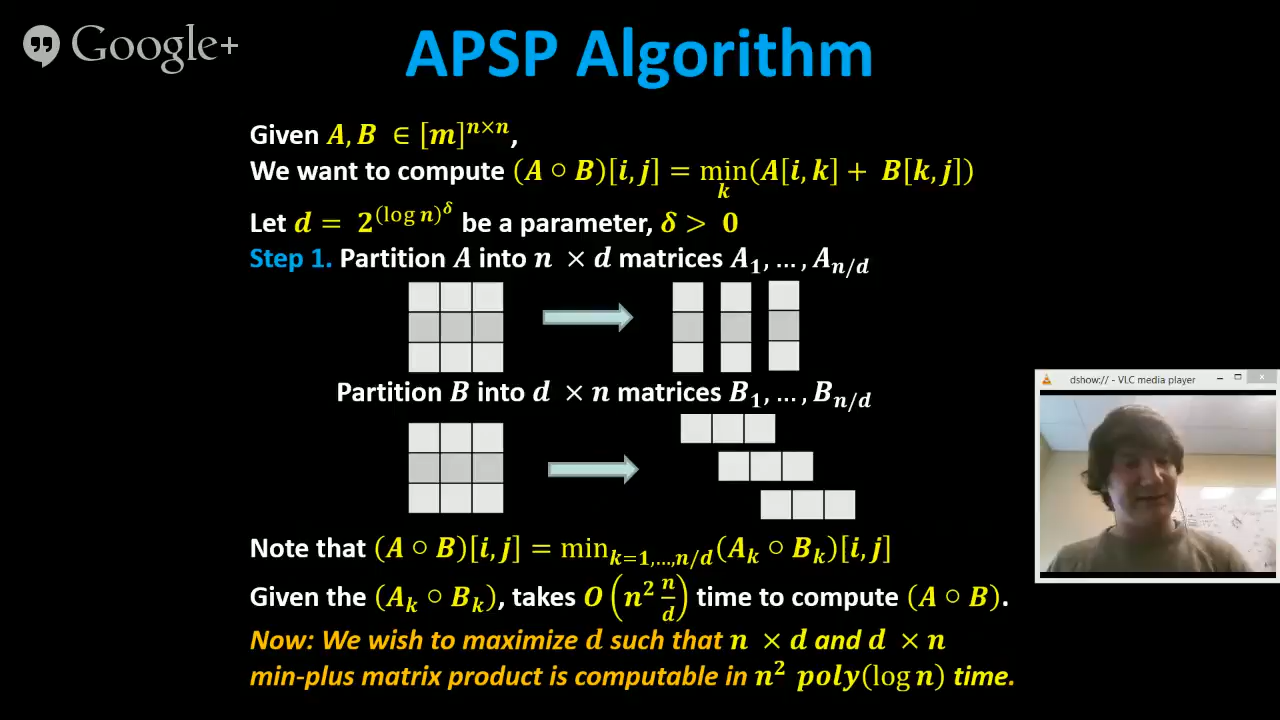 Google+
APSP Algorithm
Given A, B ∈ [m]^{n×n},
We want to compute (A ∘ B)[i, j] = min_k (A[i, k] + B[k, j])
Let d = 2^{(log n)^δ} be a parameter, δ > 0
Step 1. Partition A into n × d matrices A_1, …, A_{n/d}
Partition B into d × n matrices B_1, …, B_{n/d}
dshow:// - VLC media player
Note that (A ∘ B)[i, j] = min_{k=1,…,n/d}(A_k ∘ B_k)[i, j]
Given the (A_k ∘ B_k), takes O(n^2 n/d) time to compute (A ∘ B).
Now: We wish to maximize d such that n × d and d × n
min-plus matrix product is computable in n^2 poly(log n) time.